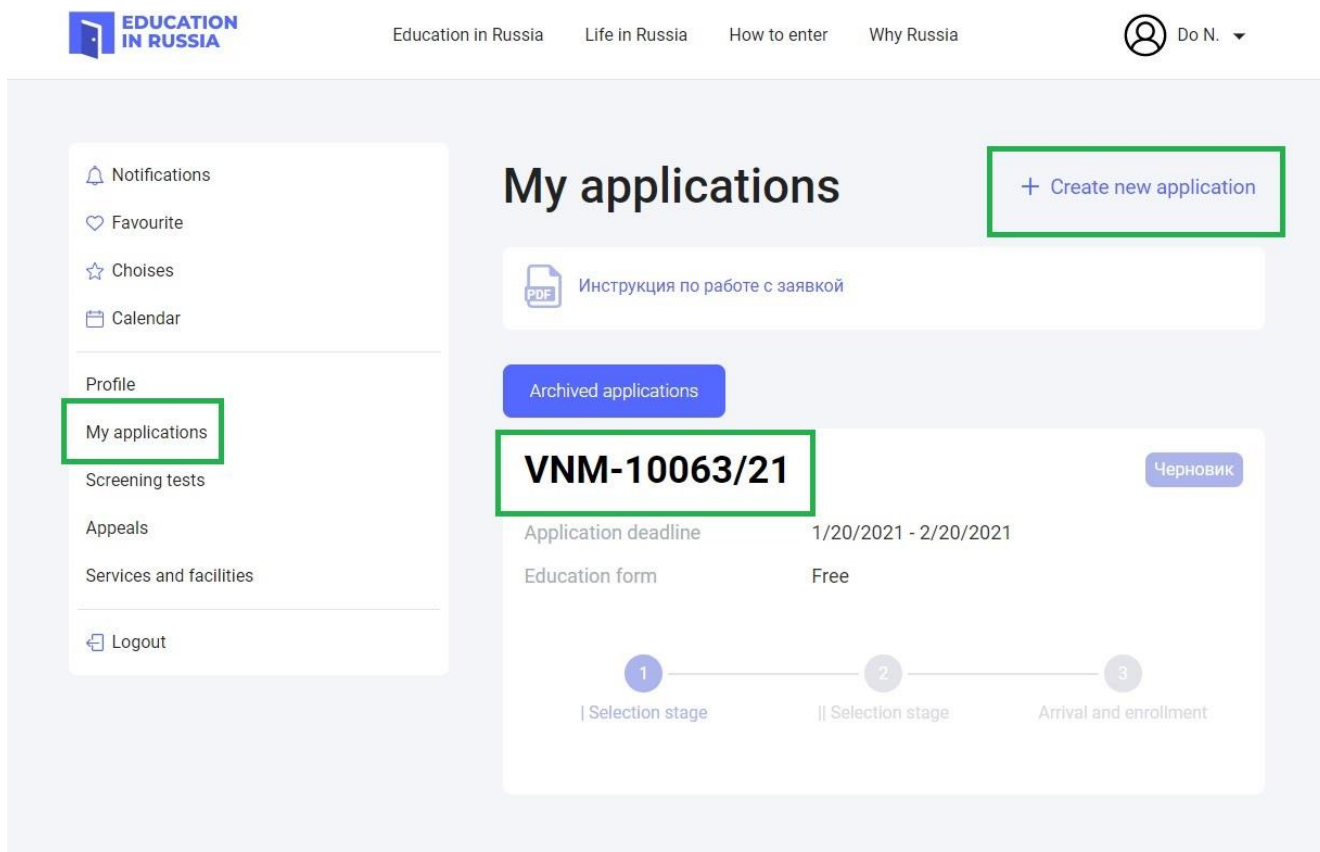 EDUCATION
IN RUSSIA
Education in Russia Life in Russia How to enter Why Russia Do N.
Notifications
Favourite
Choises
Calendar
Profile
My applications
Screening tests
Appeals
Services and facilities
Logout
My applications
+ Create new application
PDF Инструкция по работе с заявкой
Archived applications
VNM-10063/21 Черновик
Application deadline 1/20/2021 - 2/20/2021
Education form Free
1 2 3
| Selection stage || Selection stage Arrival and enrollment